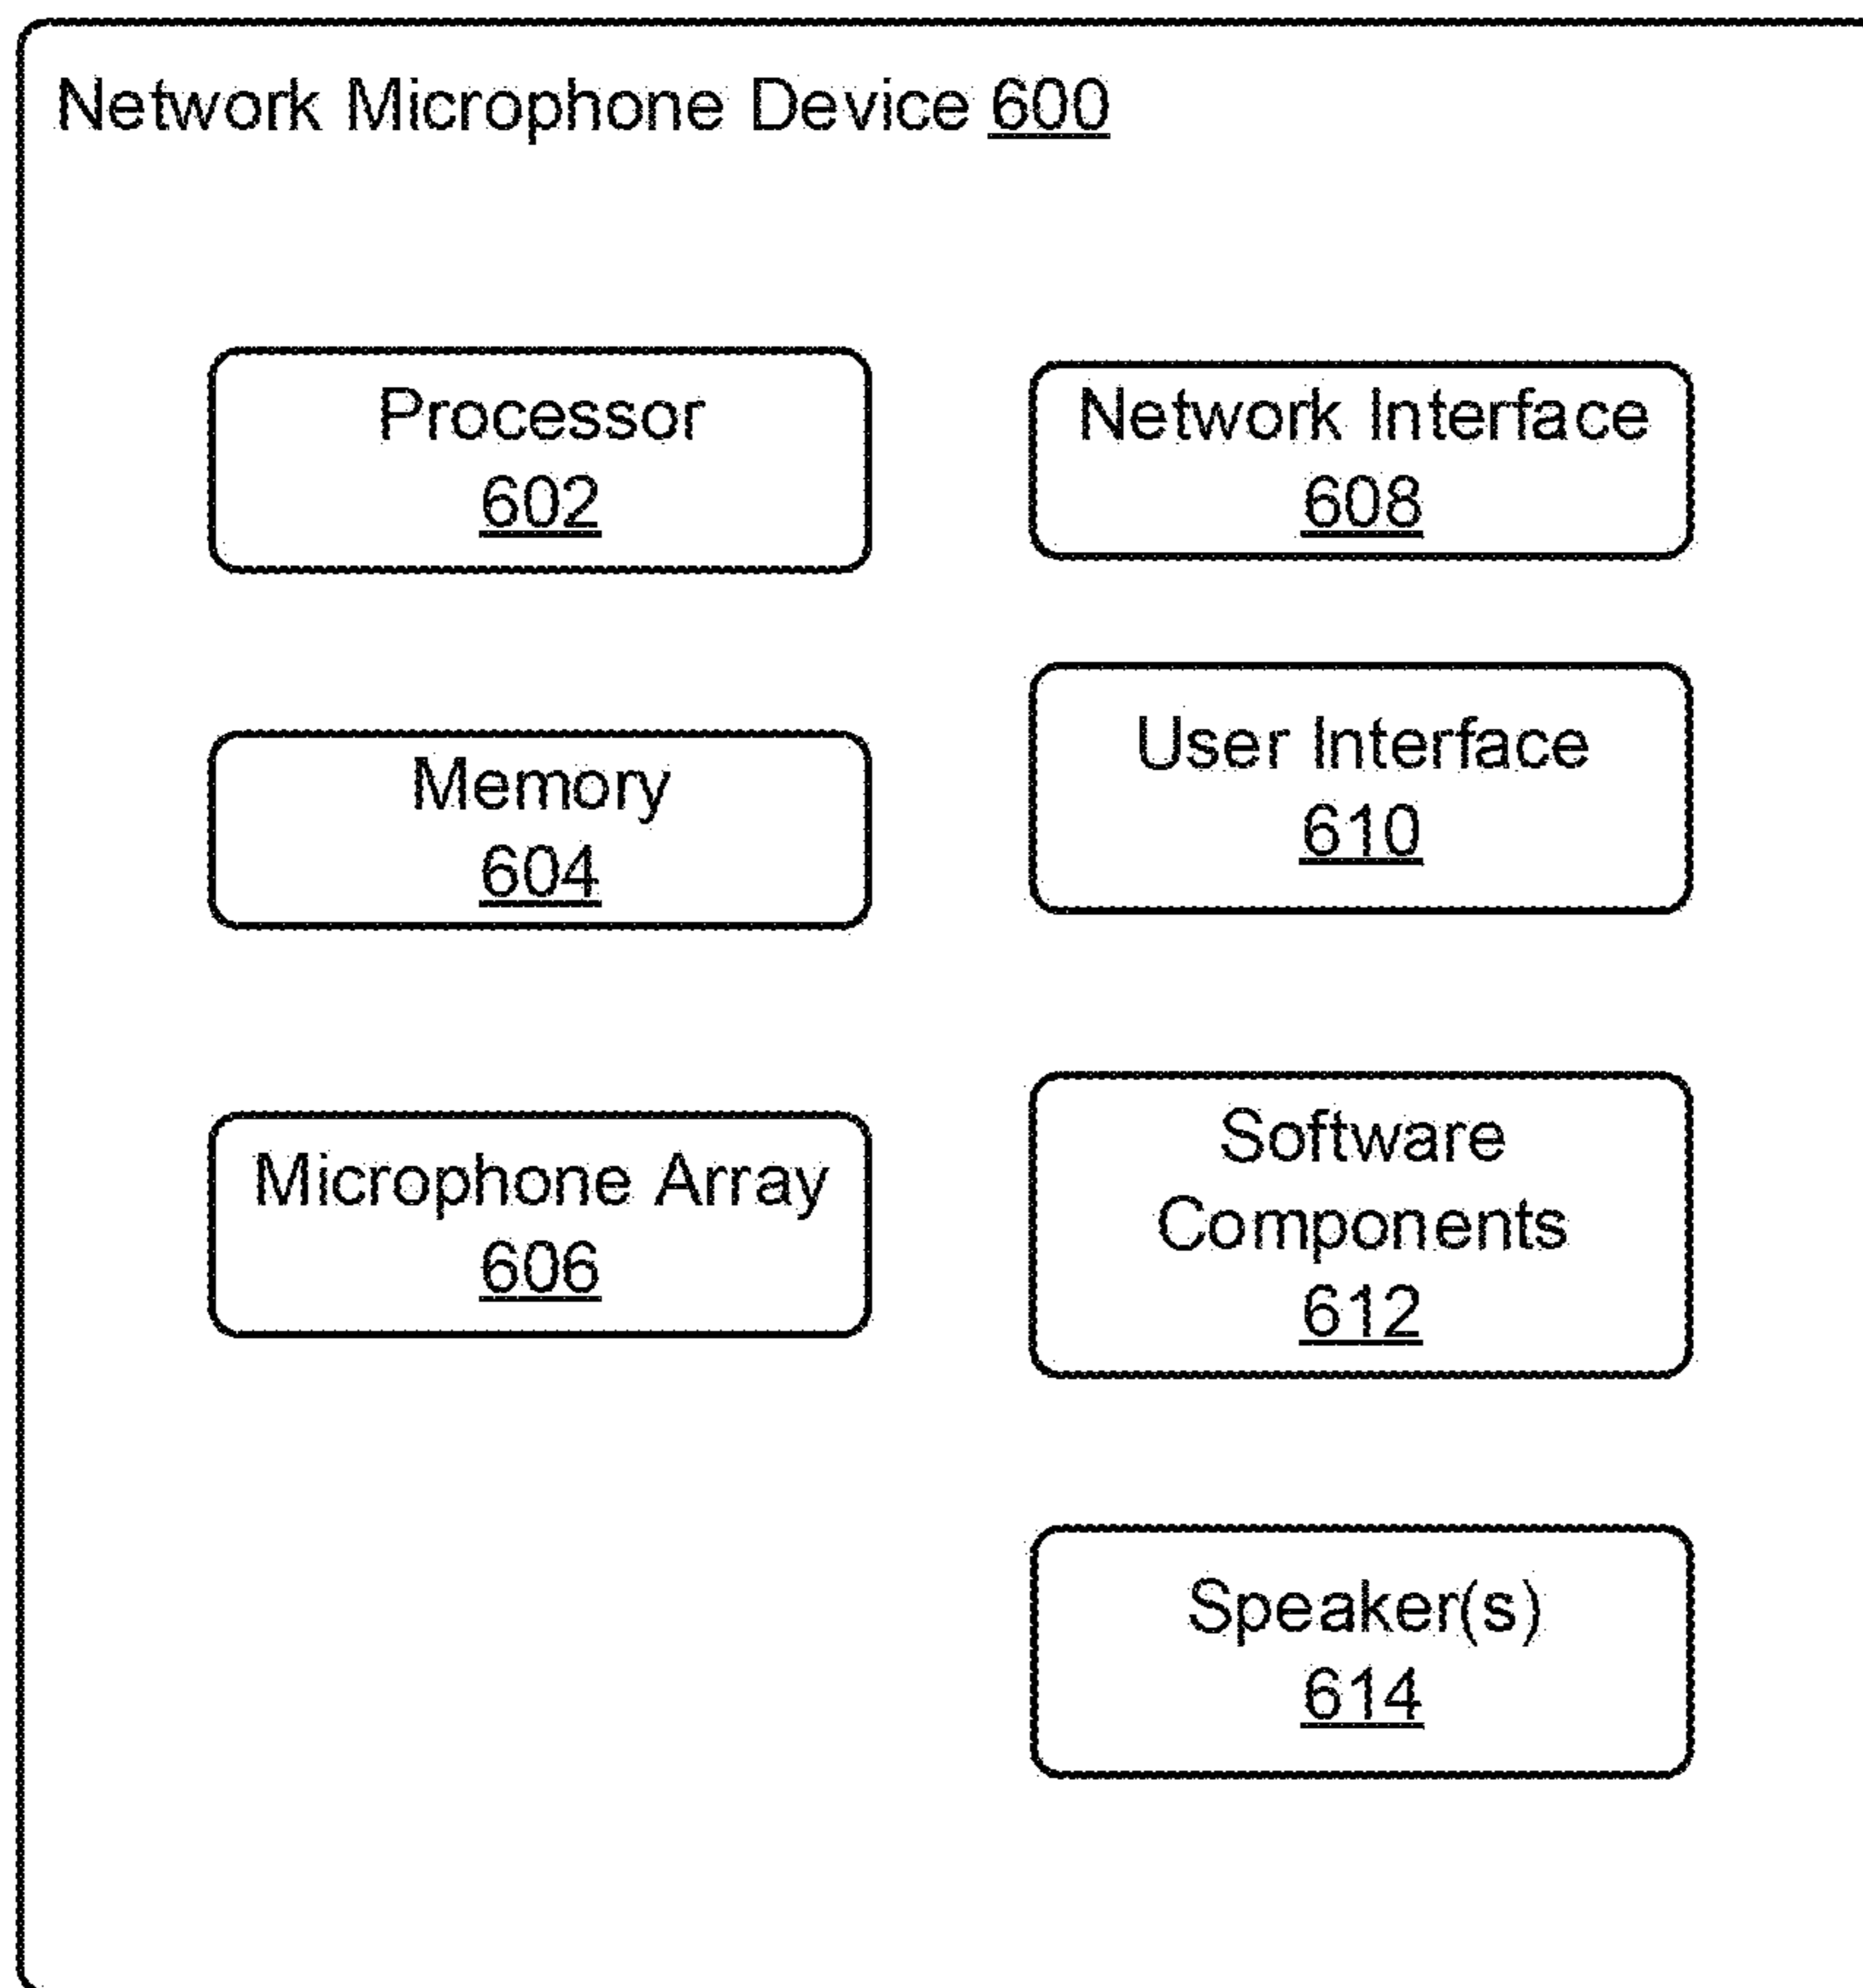 Network Microphone Device 600
Processor
602
Memory
604
Microphone Array
606
Network Interface
608
User Interface
610
Software
Components
612
Speaker(s)
614